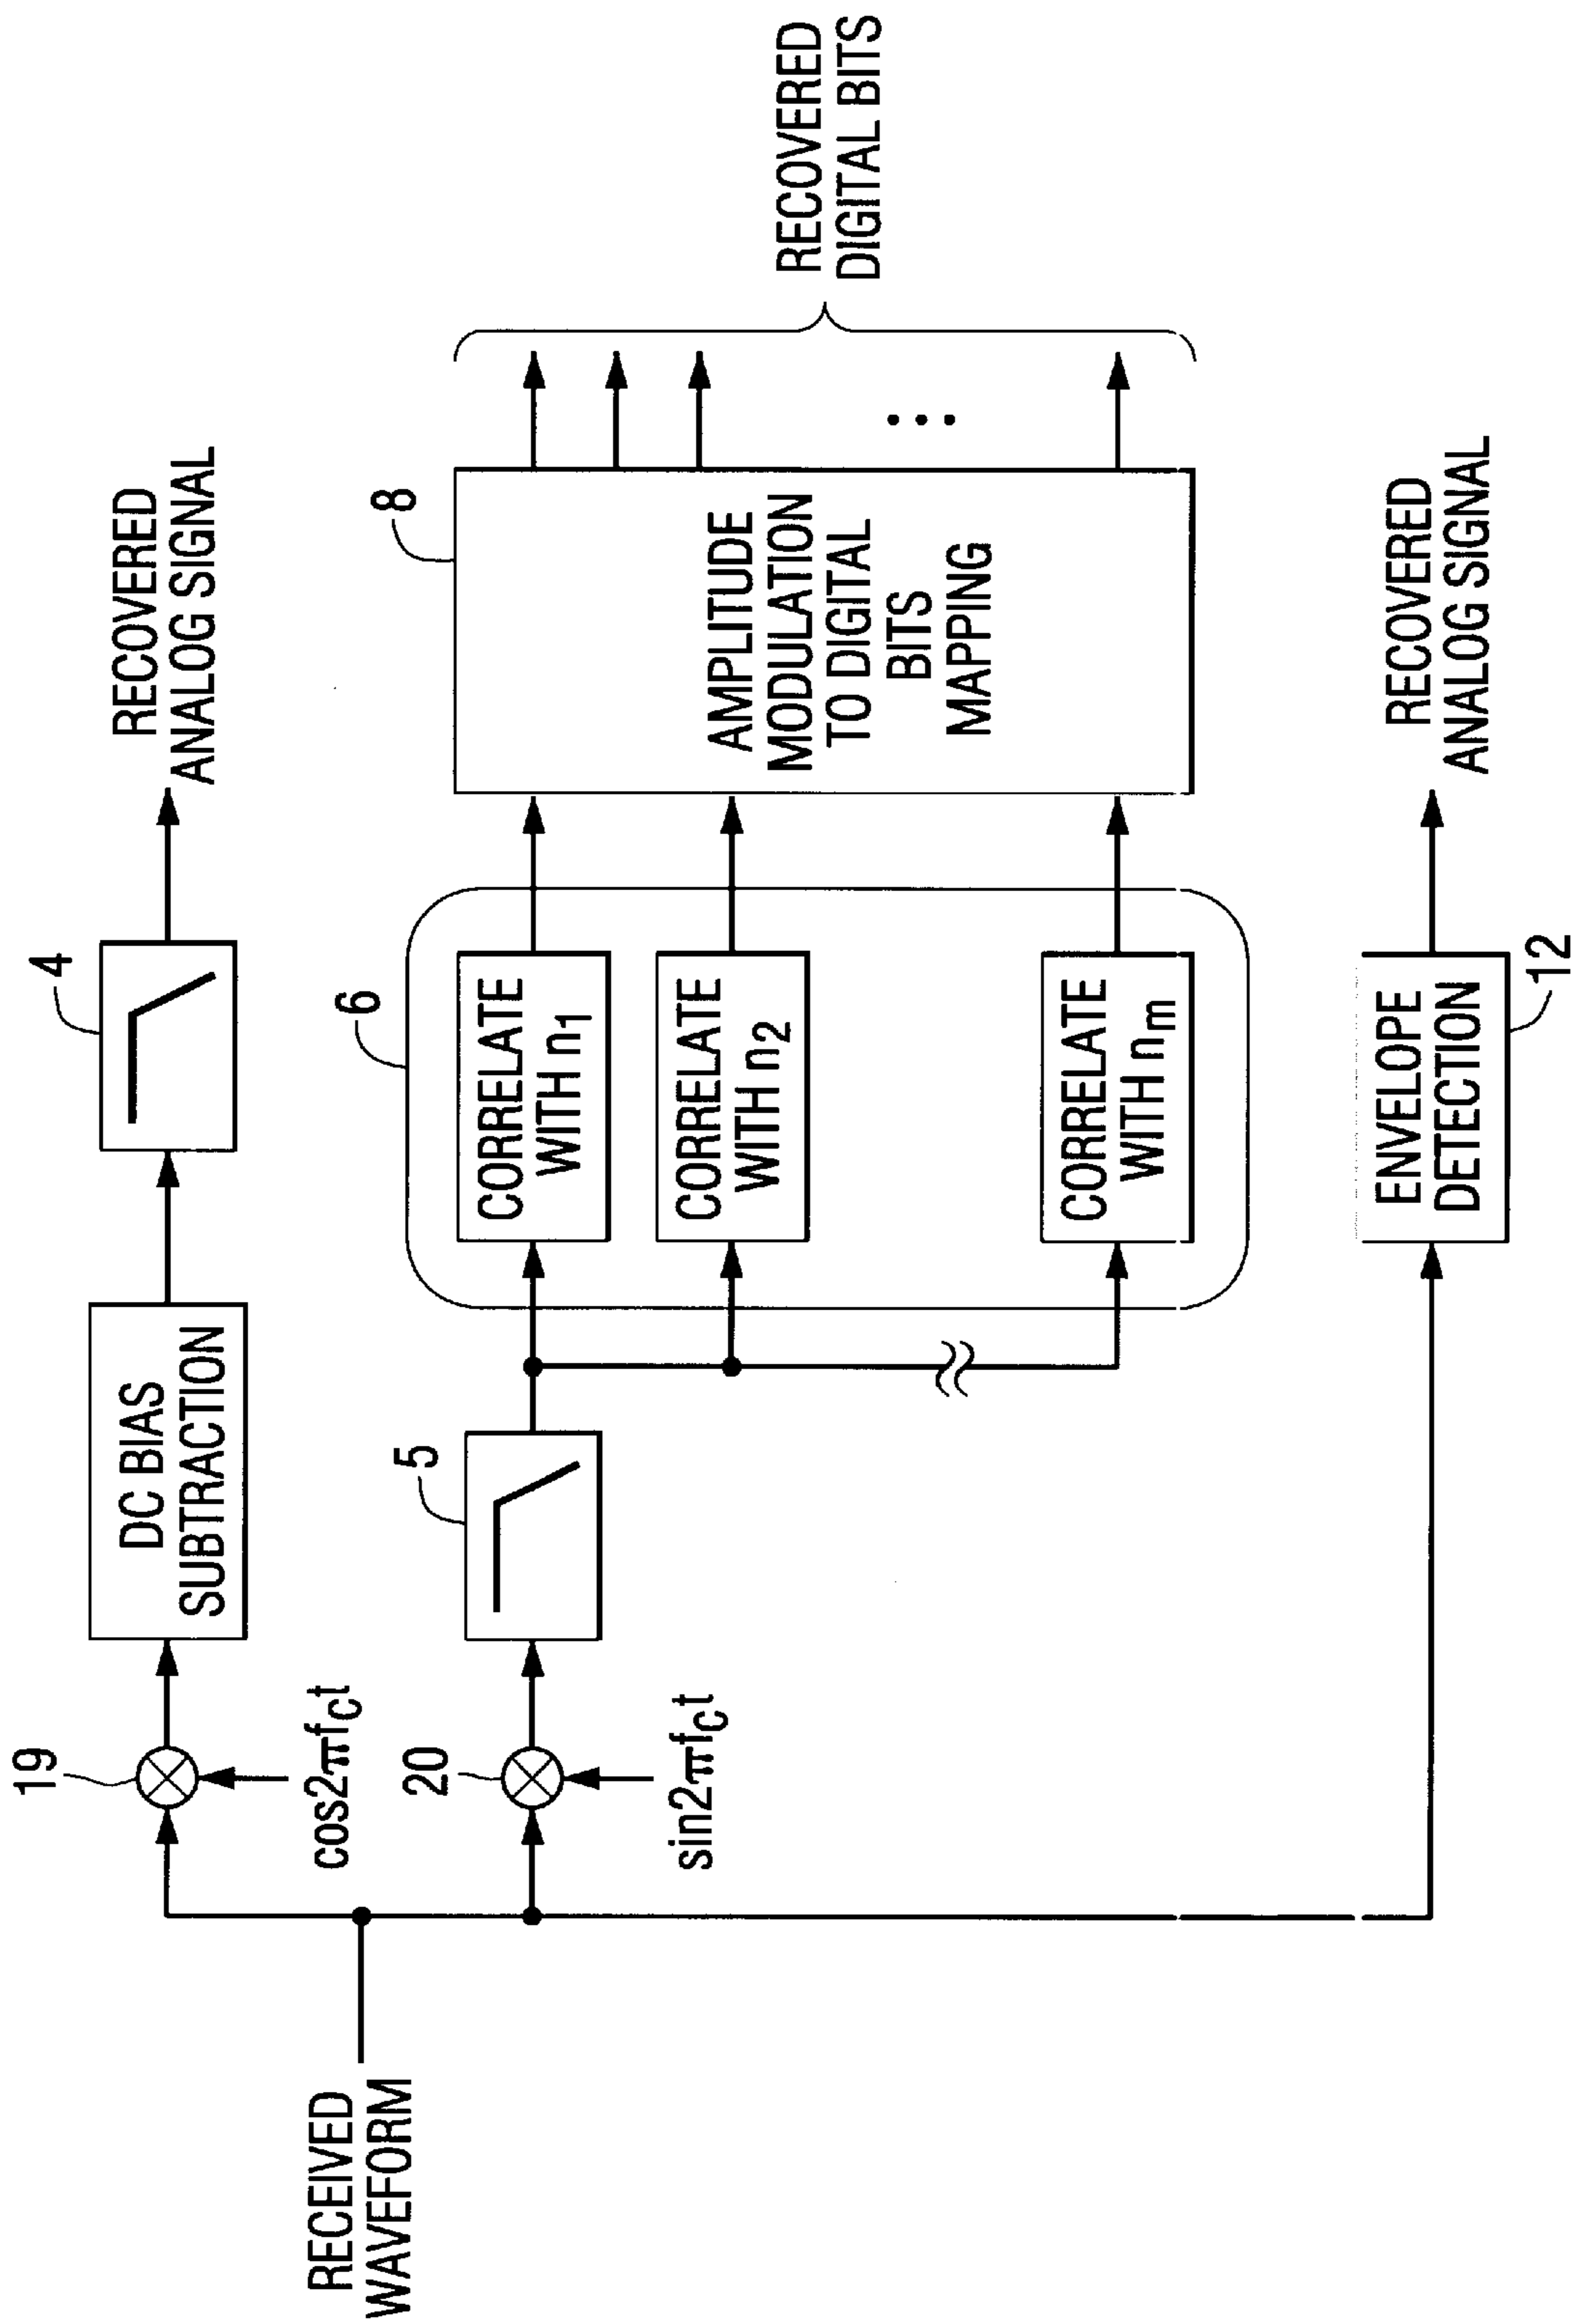 RECEIVED
WAVEFORM
19
cos2πfct
DC BIAS
SUBTRACTION
4
RECOVERED
ANALOG SIGNAL
20
sin2πfct
5
6
CORRELATE
WITH n1
CORRELATE
WITH n2
CORRELATE
WITH nm
8
AMPLITUDE
MODULATION
TO DIGITAL
BITS
MAPPING
RECOVERED
DIGITAL BITS
ENVELOPE
DETECTION
12
RECOVERED
ANALOG SIGNAL